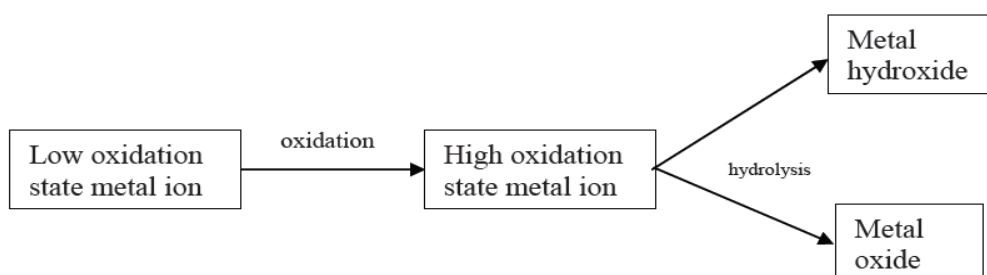 Low oxidation
state metal ion
oxidation
High oxidation
state metal ion
Metal
hydroxide
hydrolysis
Metal
oxide